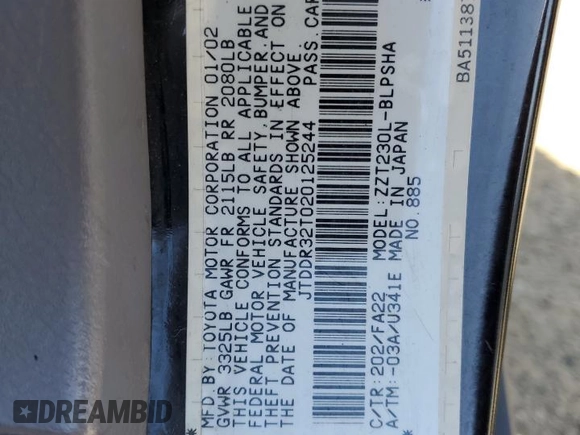 MFD. BY: TOYOTA MOTOR CORPORATION 01/02
GVWR 3325LB GAWR FR 2115LB RR 2080LB
THIS VEHICLE CONFORMS TO ALL APPLICABLE
FEDERAL MOTOR VEHICLE SAFETY, BUMPER, AND
THEFT PREVENTION STANDARDS IN EFFECT ON
THE DATE OF MANUFACTURE SHOWN ABOVE.
JTDDR32T020125244 PASS. CAR
C/TR: 202/FA22 MODEL: ZZT230L-BLPSHA
A/TM: -03A/U341E MADE IN JAPAN
NO. 885
BA51138
DREAMBID